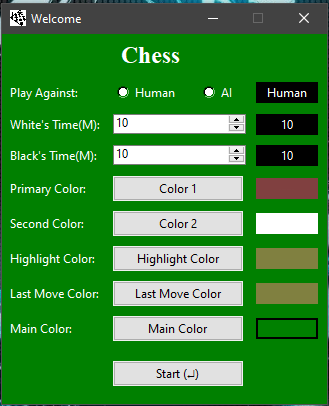 Welcome
Chess
Play Against: Human AI Human
White's Time(M): 10 10
Black's Time(M): 10 10
Primary Color: Color 1
Second Color: Color 2
Highlight Color: Highlight Color
Last Move Color: Last Move Color
Main Color: Main Color
Start (↵)